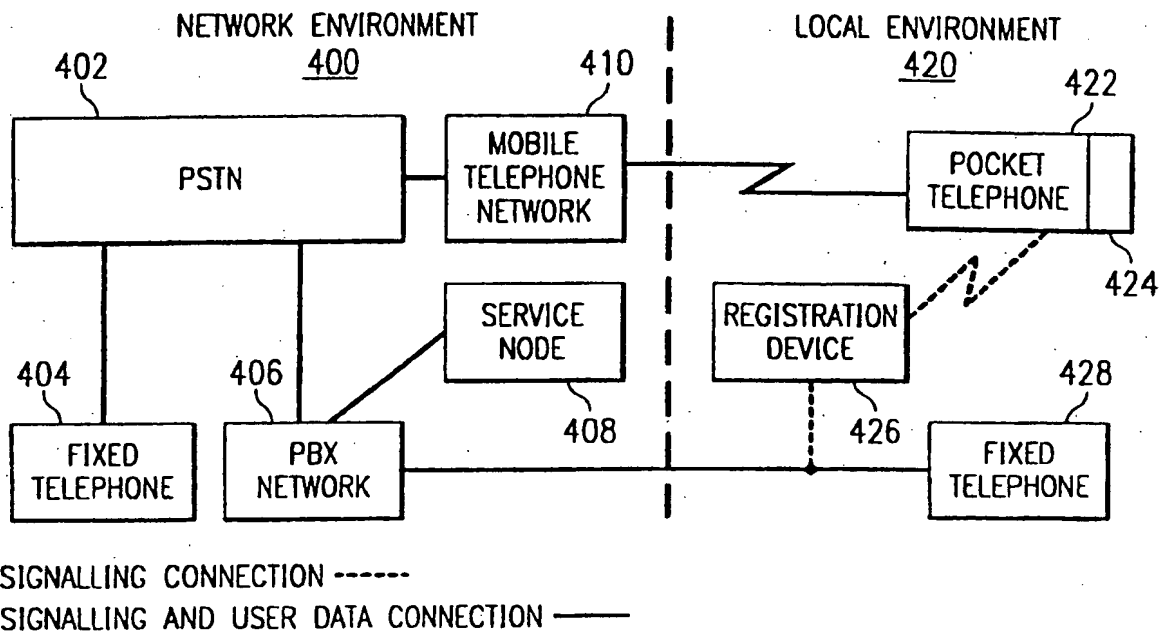 NETWORK ENVIRONMENT
400
LOCAL ENVIRONMENT
420
402
410
422
PSTN
MOBILE
TELEPHONE
NETWORK
POCKET
TELEPHONE
424
SERVICE
NODE
408
REGISTRATION
DEVICE
426
404
406
428
FIXED
TELEPHONE
PBX
NETWORK
FIXED
TELEPHONE
SIGNALLING CONNECTION
SIGNALLING AND USER DATA CONNECTION